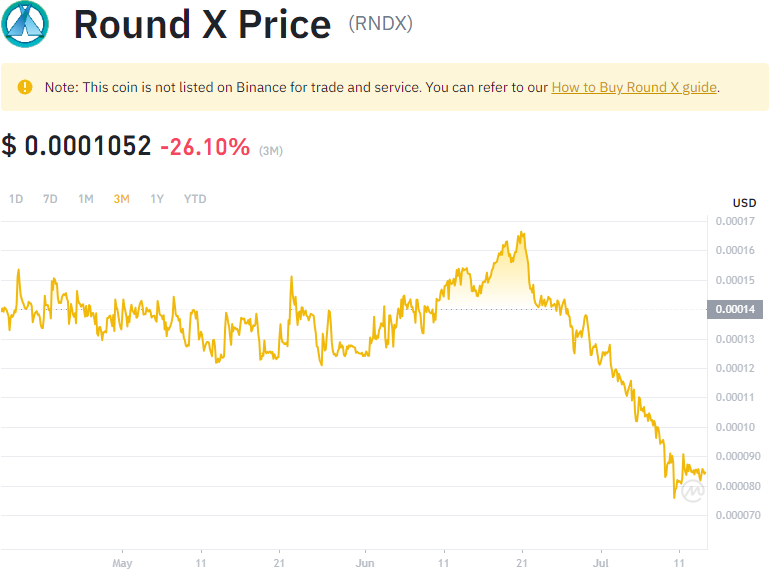 Round X Price (RNDX)
Note: This coin is not listed on Binance for trade and service. You can refer to our How to Buy Round X guide.
$ 0.0001052 -26.10% (3M)
1D 7D 1M 3M 1Y YTD
USD
0.00017
0.00016
0.00015
0.00014
0.00013
0.00012
0.00011
0.00010
0.000090
0.000080
0.000070
May 11 21 Jun 11 21 Jul 11